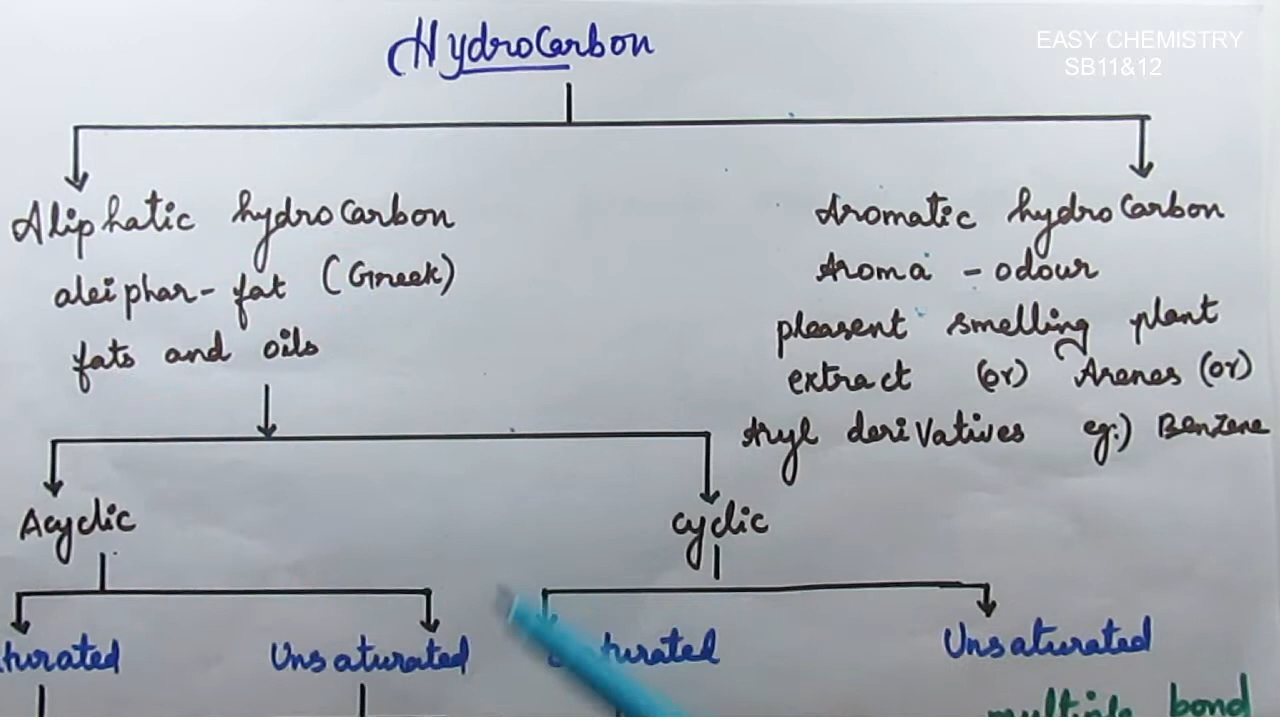 HydroCarbon
EASY CHEMISTRY
SB11&12
Aliphatic hydroCarbon
aleiphar - fat (Greek)
fats and oils
Aromatic hydroCarbon
Aroma - odour
pleasent smelling plant
extract (or) Arenes (or)
Aryl deriVatives eg:) BenZene
Acyclic
cyclic
turated
Unsaturated
turated
Unsaturated
multiple bond